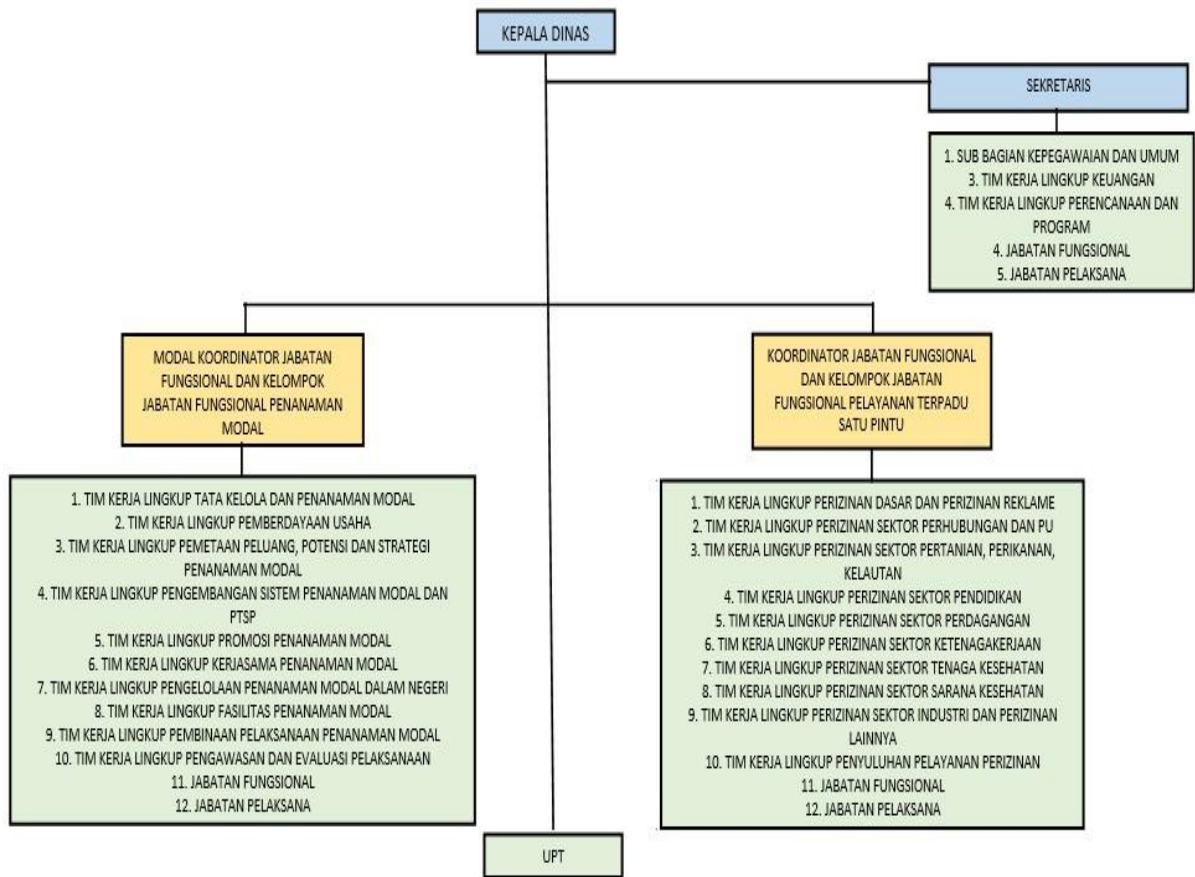 KEPALA DINAS
SEKRETARIS
1. SUB BAGIAN KEPEGAWAIAN DAN UMUM
3. TIM KERJA LINGKUP KEUANGAN
4. TIM KERJA LINGKUP PERENCANAAN DAN
PROGRAM
4. JABATAN FUNGSIONAL
5. JABATAN PELAKSANA
MODAL KOORDINATOR JABATAN
FUNGSIONAL DAN KELOMPOK
JABATAN FUNGSIONAL PENANAMAN
MODAL
1. TIM KERJA LINGKUP TATA KELOLA DAN PENANAMAN MODAL
2. TIM KERJA LINGKUP PEMBERDAYAAN USAHA
3. TIM KERJA LINGKUP PEMETAAN PELUANG, POTENSI DAN STRATEGI
PENANAMAN MODAL
4. TIM KERJA LINGKUP PENGEMBANGAN SISTEM PENANAMAN MODAL DAN
PTSP
5. TIM KERJA LINGKUP PROMOSI PENANAMAN MODAL
6. TIM KERJA LINGKUP KERJASAMA PENANAMAN MODAL
7. TIM KERJA LINGKUP PENGELOLAAN PENANAMAN MODAL DALAM NEGERI
8. TIM KERJA LINGKUP FASILITAS PENANAMAN MODAL
9. TIM KERJA LINGKUP PEMBINAAN PELAKSANAAN PENANAMAN MODAL
10. TIM KERJA LINGKUP PENGAWASAN DAN EVALUASI PELAKSANAAN
11. JABATAN FUNGSIONAL
12. JABATAN PELAKSANA
KOORDINATOR JABATAN FUNGSIONAL
DAN KELOMPOK JABATAN
FUNGSIONAL PELAYANAN TERPADU
SATU PINTU
1. TIM KERJA LINGKUP PERIZINAN DASAR DAN PERIZINAN REKLAME
2. TIM KERJA LINGKUP PERIZINAN SEKTOR PERHUBUNGAN DAN PU
3. TIM KERJA LINGKUP PERIZINAN SEKTOR PERTANIAN, PERIKANAN,
KELAUTAN
4. TIM KERJA LINGKUP PERIZINAN SEKTOR PENDIDIKAN
5. TIM KERJA LINGKUP PERIZINAN SEKTOR PERDAGANGAN
6. TIM KERJA LINGKUP PERIZINAN SEKTOR KETENAGAKERJAAN
7. TIM KERJA LINGKUP PERIZINAN SEKTOR TENAGA KESEHATAN
8. TIM KERJA LINGKUP PERIZINAN SEKTOR SARANA KESEHATAN
9. TIM KERJA LINGKUP PERIZINAN SEKTOR INDUSTRI DAN PERIZINAN
LAINNYA
10. TIM KERJA LINGKUP PENYULUHAN PELAYANAN PERIZINAN
11. JABATAN FUNGSIONAL
12. JABATAN PELAKSANA
UPT